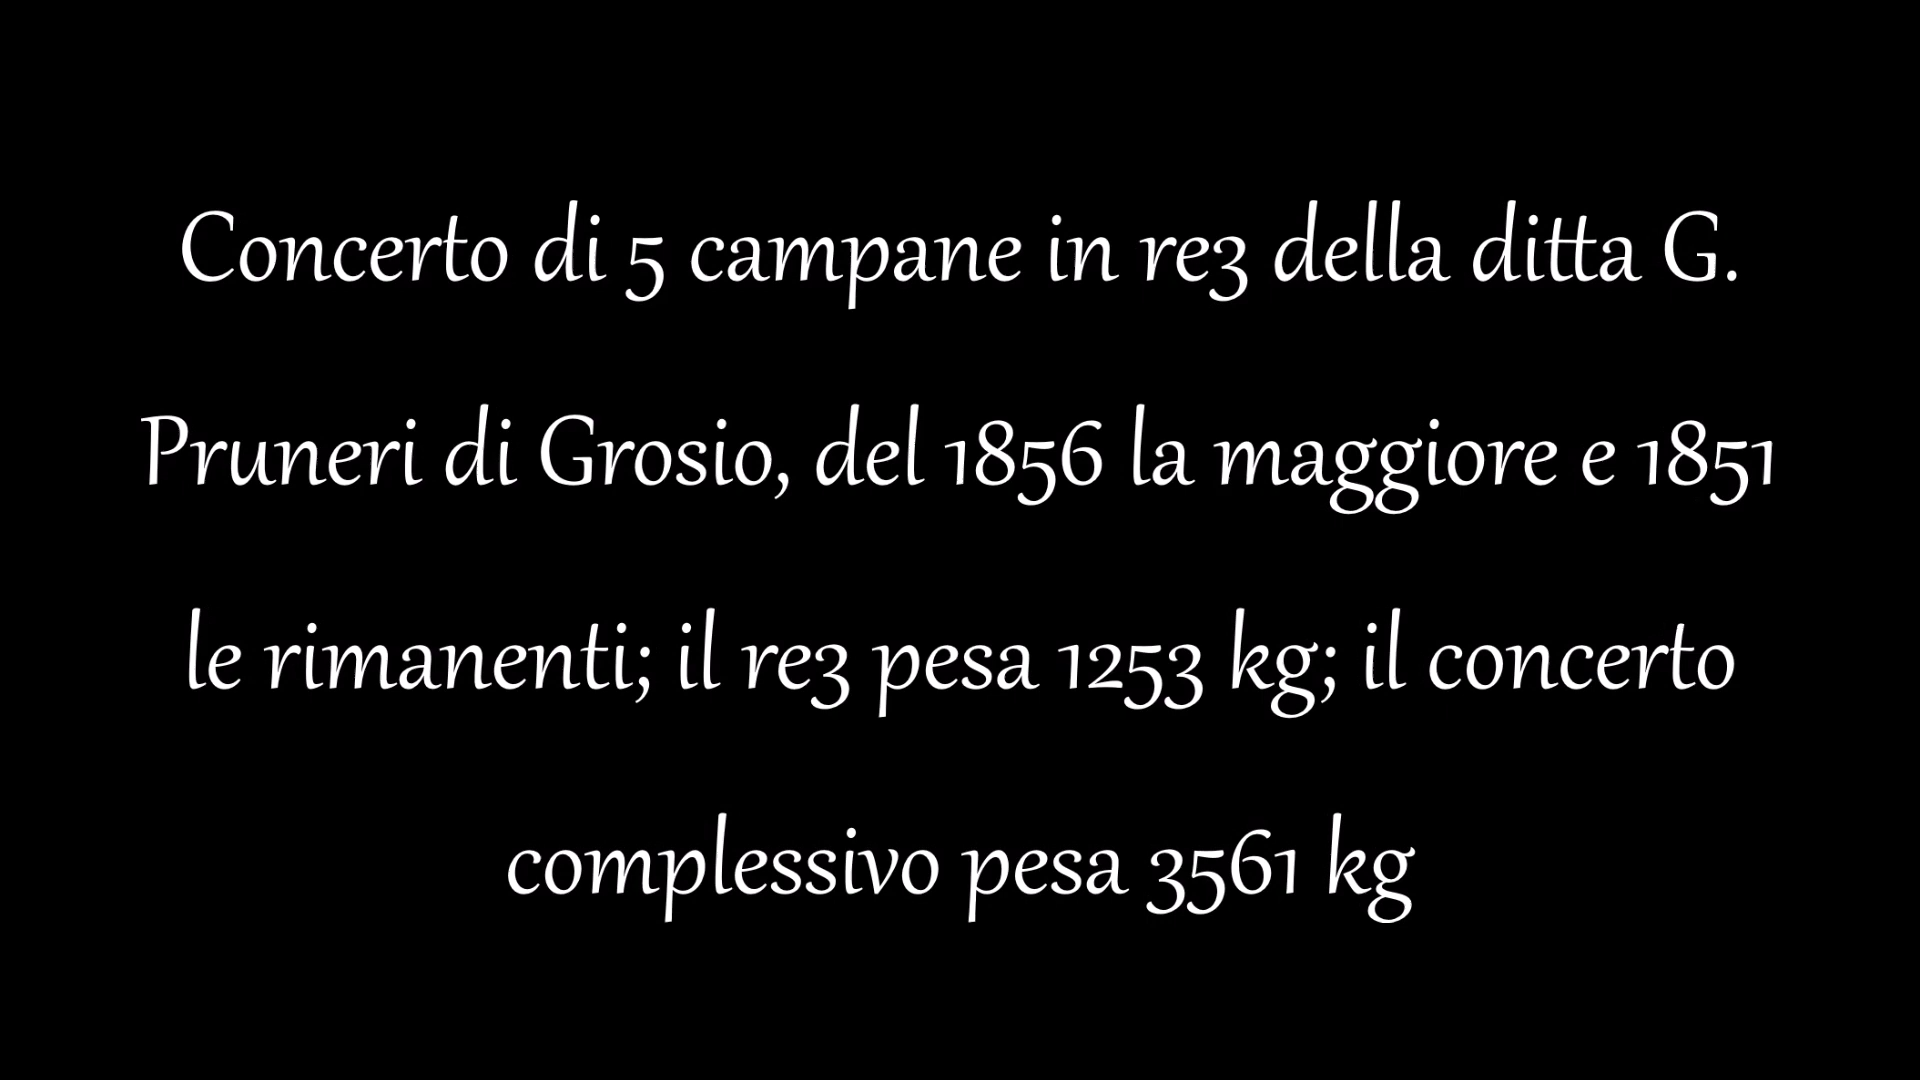 Concerto di 5 campane in re3 della ditta G.
Pruneri di Grosio, del 1856 la maggiore e 1851
le rimanenti; il re3 pesa 1253 kg; il concerto
complessivo pesa 3561 kg